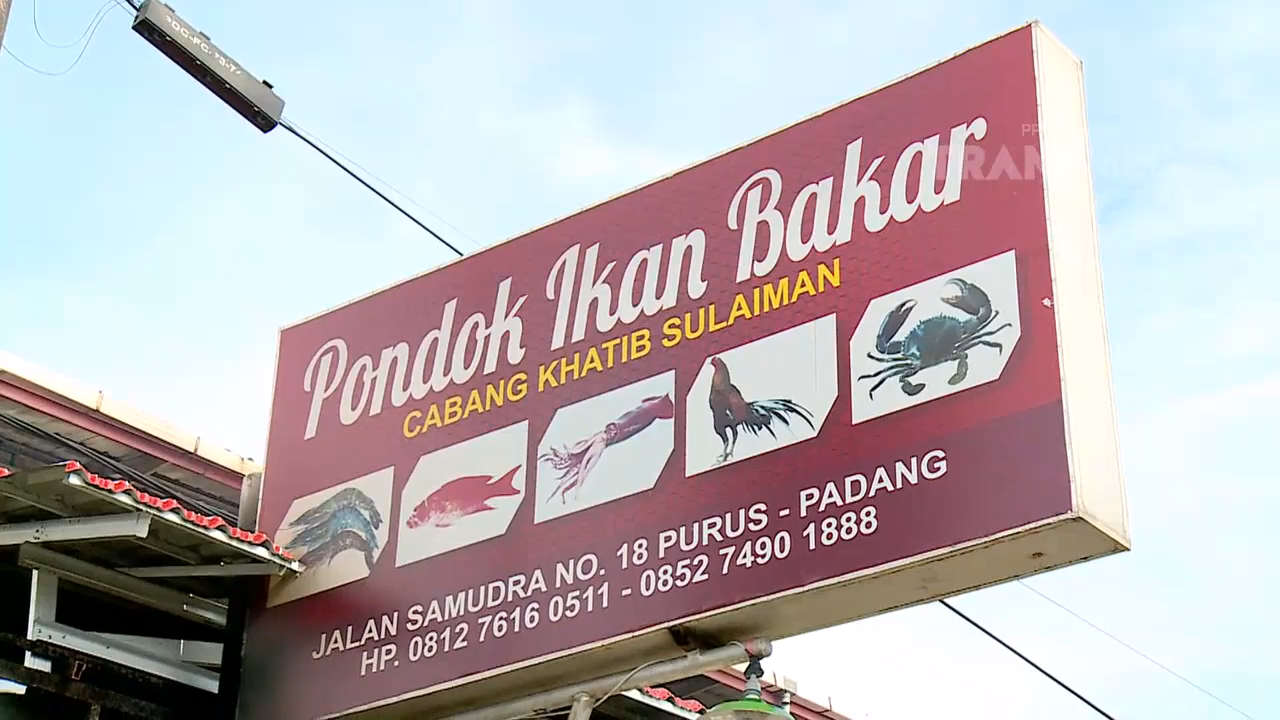 Pondok Ikan Bakar
CABANG KHATIB SULAIMAN
JALAN SAMUDRA NO. 18 PURUS - PADANG
HP. 0812 7616 0511 - 0852 7490 1888